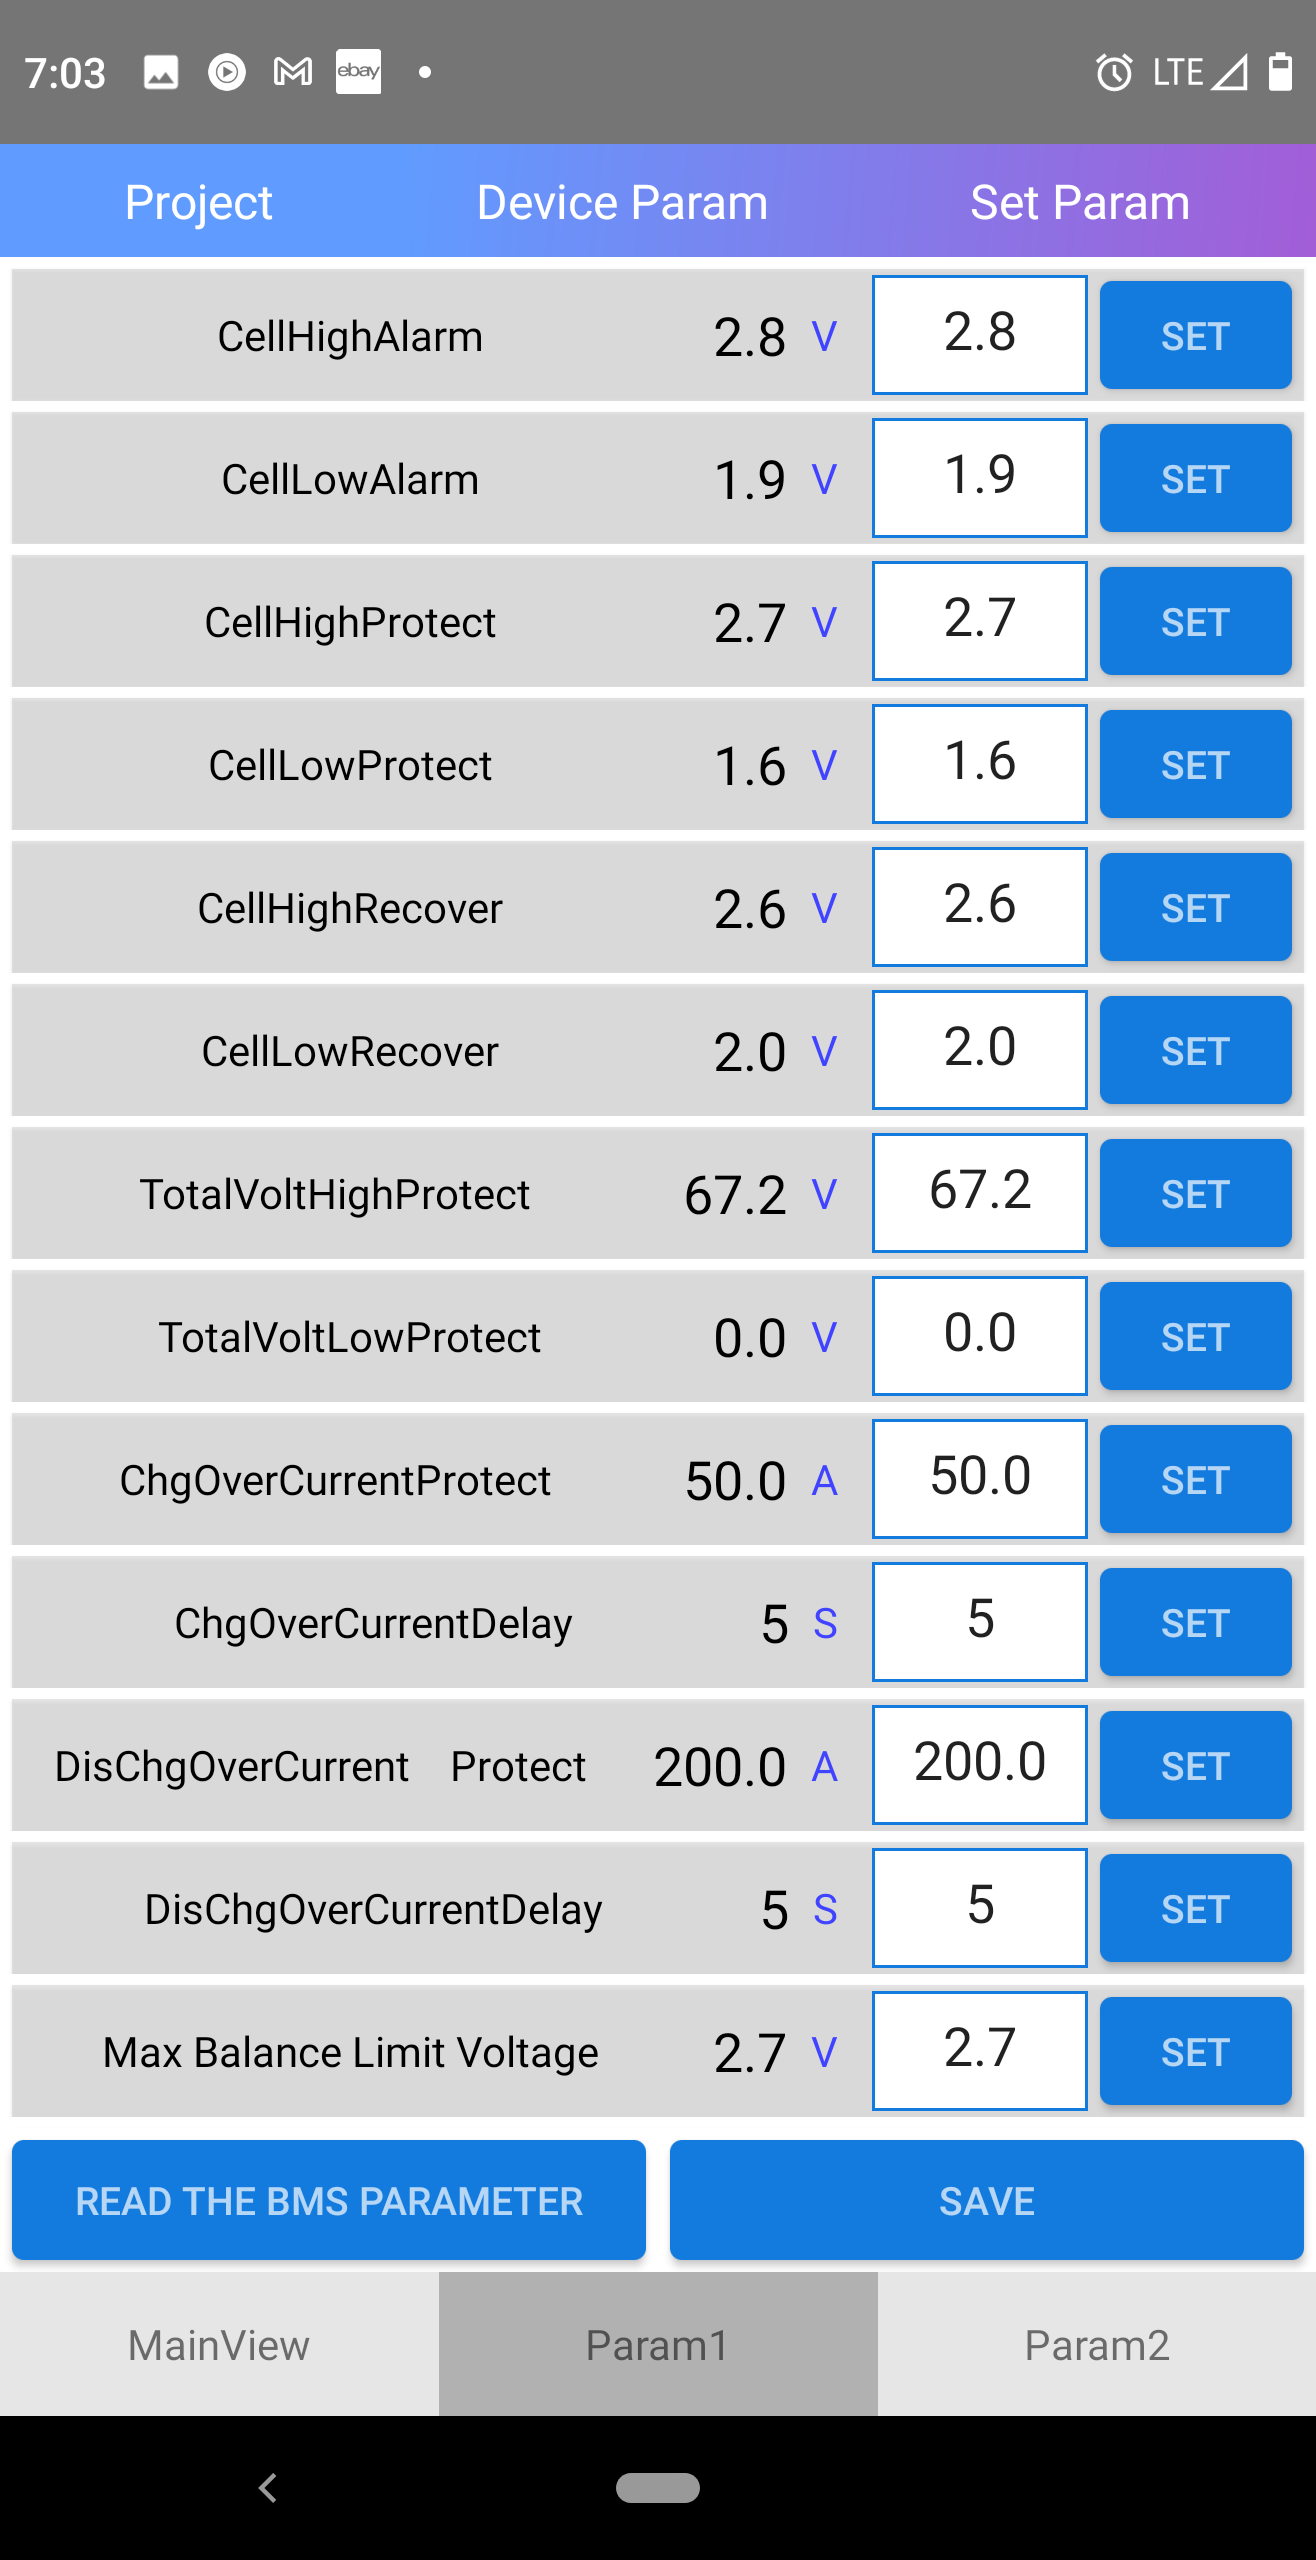 7:03 ebay LTE
Project Device Param Set Param
CellHighAlarm 2.8 V 2.8 SET
CellLowAlarm 1.9 V 1.9 SET
CellHighProtect 2.7 V 2.7 SET
CellLowProtect 1.6 V 1.6 SET
CellHighRecover 2.6 V 2.6 SET
CellLowRecover 2.0 V 2.0 SET
TotalVoltHighProtect 67.2 V 67.2 SET
TotalVoltLowProtect 0.0 V 0.0 SET
ChgOverCurrentProtect 50.0 A 50.0 SET
ChgOverCurrentDelay 5 S 5 SET
DisChgOverCurrent Protect 200.0 A 200.0 SET
DisChgOverCurrentDelay 5 S 5 SET
Max Balance Limit Voltage 2.7 V 2.7 SET
READ THE BMS PARAMETER SAVE
MainView Param1 Param2